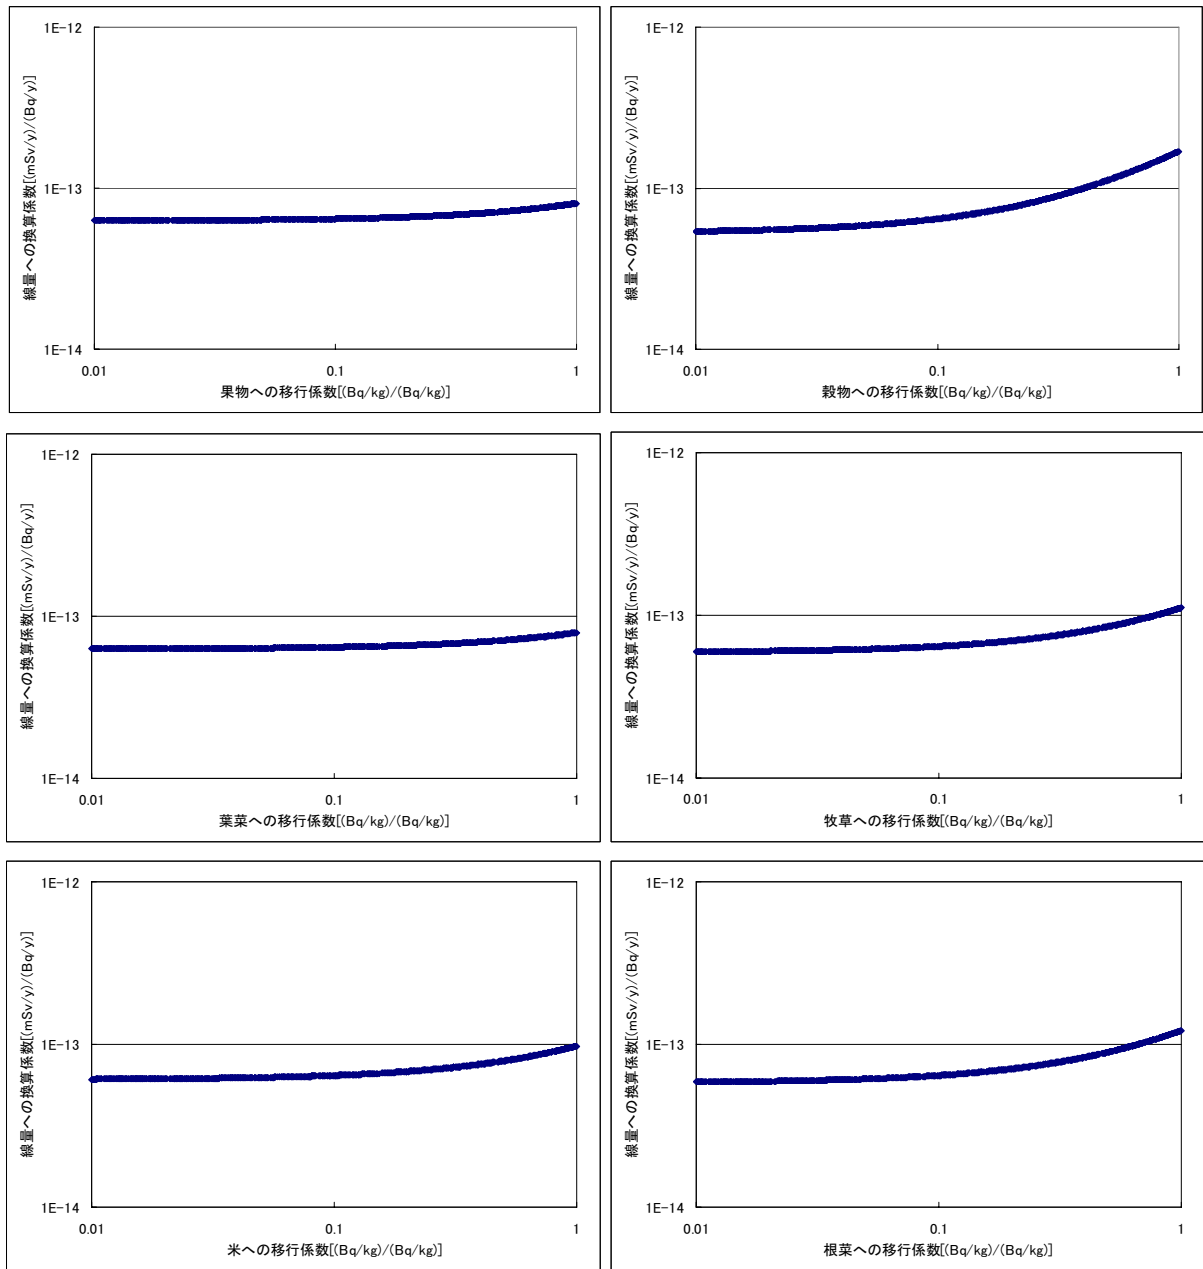 1E-12
1E-13
1E-14
0.01
0.1
1
線量への換算係数[(mSv/y)/(Bq/y)]
果物への移行係数[(Bq/kg)/(Bq/kg)]
1E-12
1E-13
1E-14
0.01
0.1
1
線量への換算係数[(mSv/y)/(Bq/y)]
穀物への移行係数[(Bq/kg)/(Bq/kg)]
1E-12
1E-13
1E-14
0.01
0.1
1
線量への換算係数[(mSv/y)/(Bq/y)]
葉菜への移行係数[(Bq/kg)/(Bq/kg)]
1E-12
1E-13
1E-14
0.01
0.1
1
線量への換算係数[(mSv/y)/(Bq/y)]
牧草への移行係数[(Bq/kg)/(Bq/kg)]
1E-12
1E-13
1E-14
0.01
0.1
1
線量への換算係数[(mSv/y)/(Bq/y)]
米への移行係数[(Bq/kg)/(Bq/kg)]
1E-12
1E-13
1E-14
0.01
0.1
1
線量への換算係数[(mSv/y)/(Bq/y)]
根菜への移行係数[(Bq/kg)/(Bq/kg)]